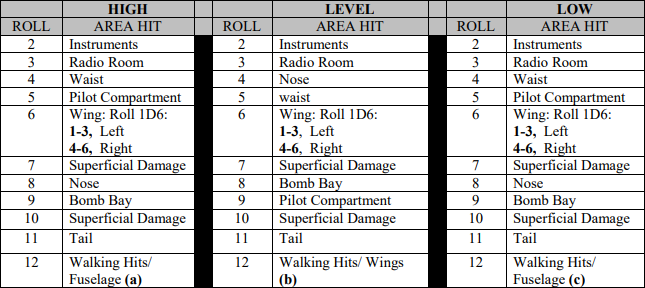 HIGH LEVEL LOW
ROLL AREA HIT ROLL AREA HIT ROLL AREA HIT
2 Instruments 2 Instruments 2 Instruments
3 Radio Room 3 Radio Room 3 Radio Room
4 Waist 4 Nose 4 Waist
5 Pilot Compartment 5 waist 5 Pilot Compartment
6 Wing: Roll 1D6: 6 Wing: Roll 1D6: 6 Wing: Roll 1D6:
1-3, Left 1-3, Left 1-3, Left
4-6, Right 4-6, Right 4-6, Right
7 Superficial Damage 7 Superficial Damage 7 Superficial Damage
8 Nose 8 Bomb Bay 8 Nose
9 Bomb Bay 9 Pilot Compartment 9 Bomb Bay
10 Superficial Damage 10 Superficial Damage 10 Superficial Damage
11 Tail 11 Tail 11 Tail
12 Walking Hits/ 12 Walking Hits/ Wings 12 Walking Hits/
Fuselage (a) (b) Fuselage (c)